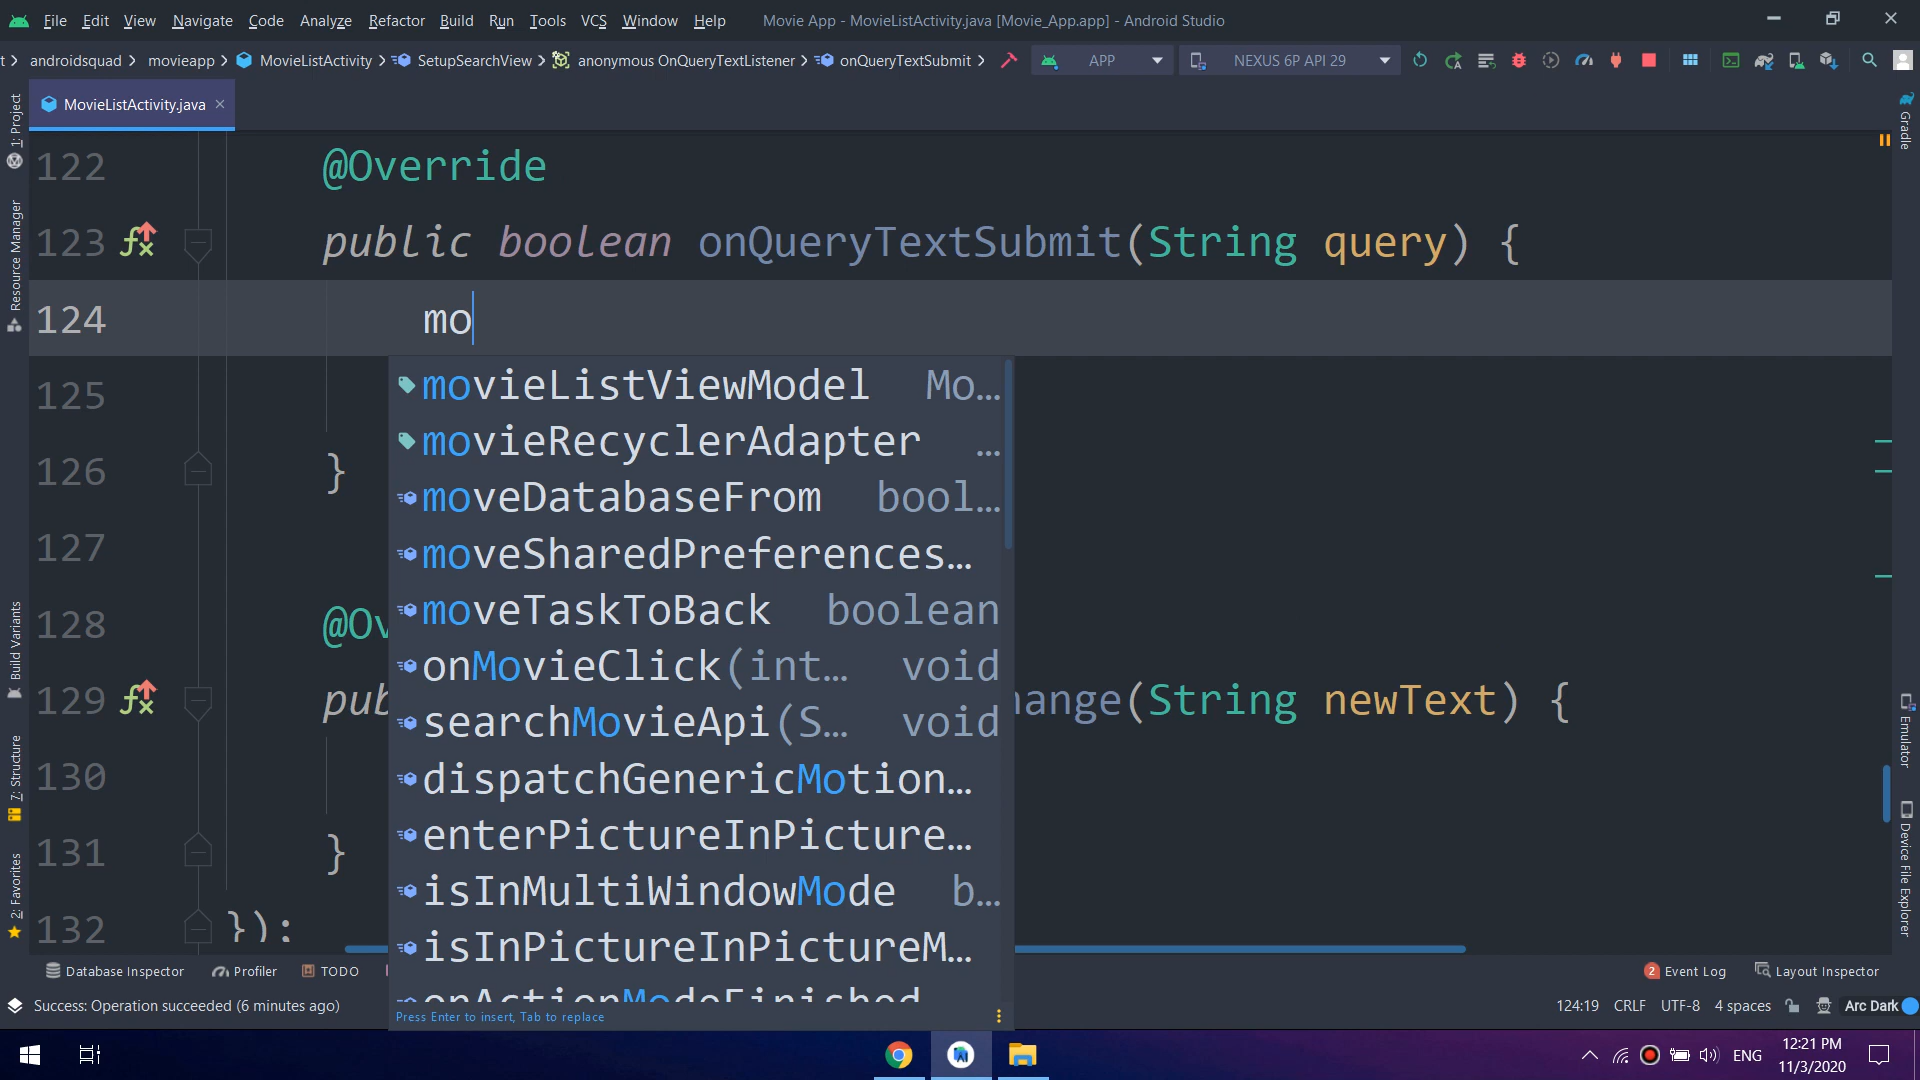 File Edit View Navigate Code Analyze Refactor Build Run Tools VCS Window Help Movie App - MovieListActivity.java [Movie_App.app] - Android Studio
t androidsquad movieapp MovieListActivity SetupSearchView anonymous OnQueryTextListener onQueryTextSubmit APP NEXUS 6P API 29
MovieListActivity.java
1: Project
Resource Manager
Build Variants
7: Structure
2: Favorites
122 @Override
123 public boolean onQueryTextSubmit(String query) {
124 mo
125
126 }
127
128 @Ov
129 pub hange(String newText) {
130
131 }
132 });
movieListViewModel Mo…
movieRecyclerAdapter …
moveDatabaseFrom bool…
moveSharedPreferences…
moveTaskToBack boolean
onMovieClick(int… void
searchMovieApi(S… void
dispatchGenericMotion…
enterPictureInPicture…
isInMultiWindowMode b…
isInPictureInPictureM…
onActionModeFinished
Press Enter to insert, Tab to replace
Gradle
Emulator
Device File Explorer
Database Inspector Profiler TODO 2 Event Log Layout Inspector
Success: Operation succeeded (6 minutes ago) 124:19 CRLF UTF-8 4 spaces Arc Dark
ENG 12:21 PM
11/3/2020